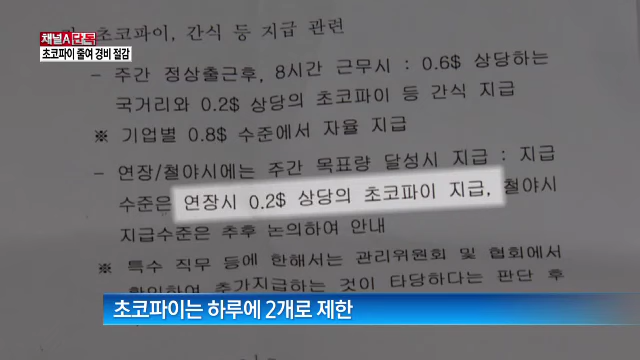 채널A단독
초코파이 줄여 경비 절감
초코파이, 간식 등 지급 관련
- 주간 정상출근후, 8시간 근무시 : 0.6$ 상당하는
국거리와 0.2$ 상당의 초코파이 등 간식 지급
※ 기업별 0.8$ 수준에서 자율 지급
- 연장/철야시에는 주간 목표량 달성시 지급 : 지급
수준은 연장시 0.2$ 상당의 초코파이 지급, 철야시
지급수준은 추후 논의하여 안내
※ 특수 직무 등에 한해서는 관리위원회 및 협회에서
확인하여 추가지급하는 것이 타당하다는 판단 후
초코파이는 하루에 2개로 제한